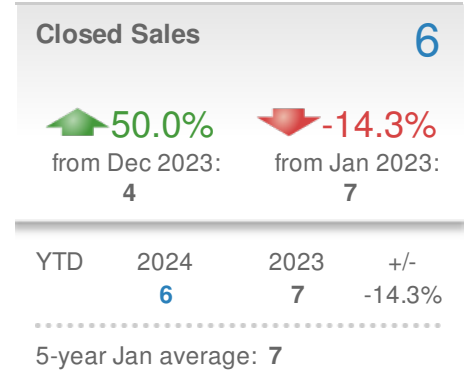 Closed Sales 6
50.0% -14.3%
from Dec 2023: from Jan 2023:
4 7
YTD 2024 2023 +/-
6 7 -14.3%
5-year Jan average: 7